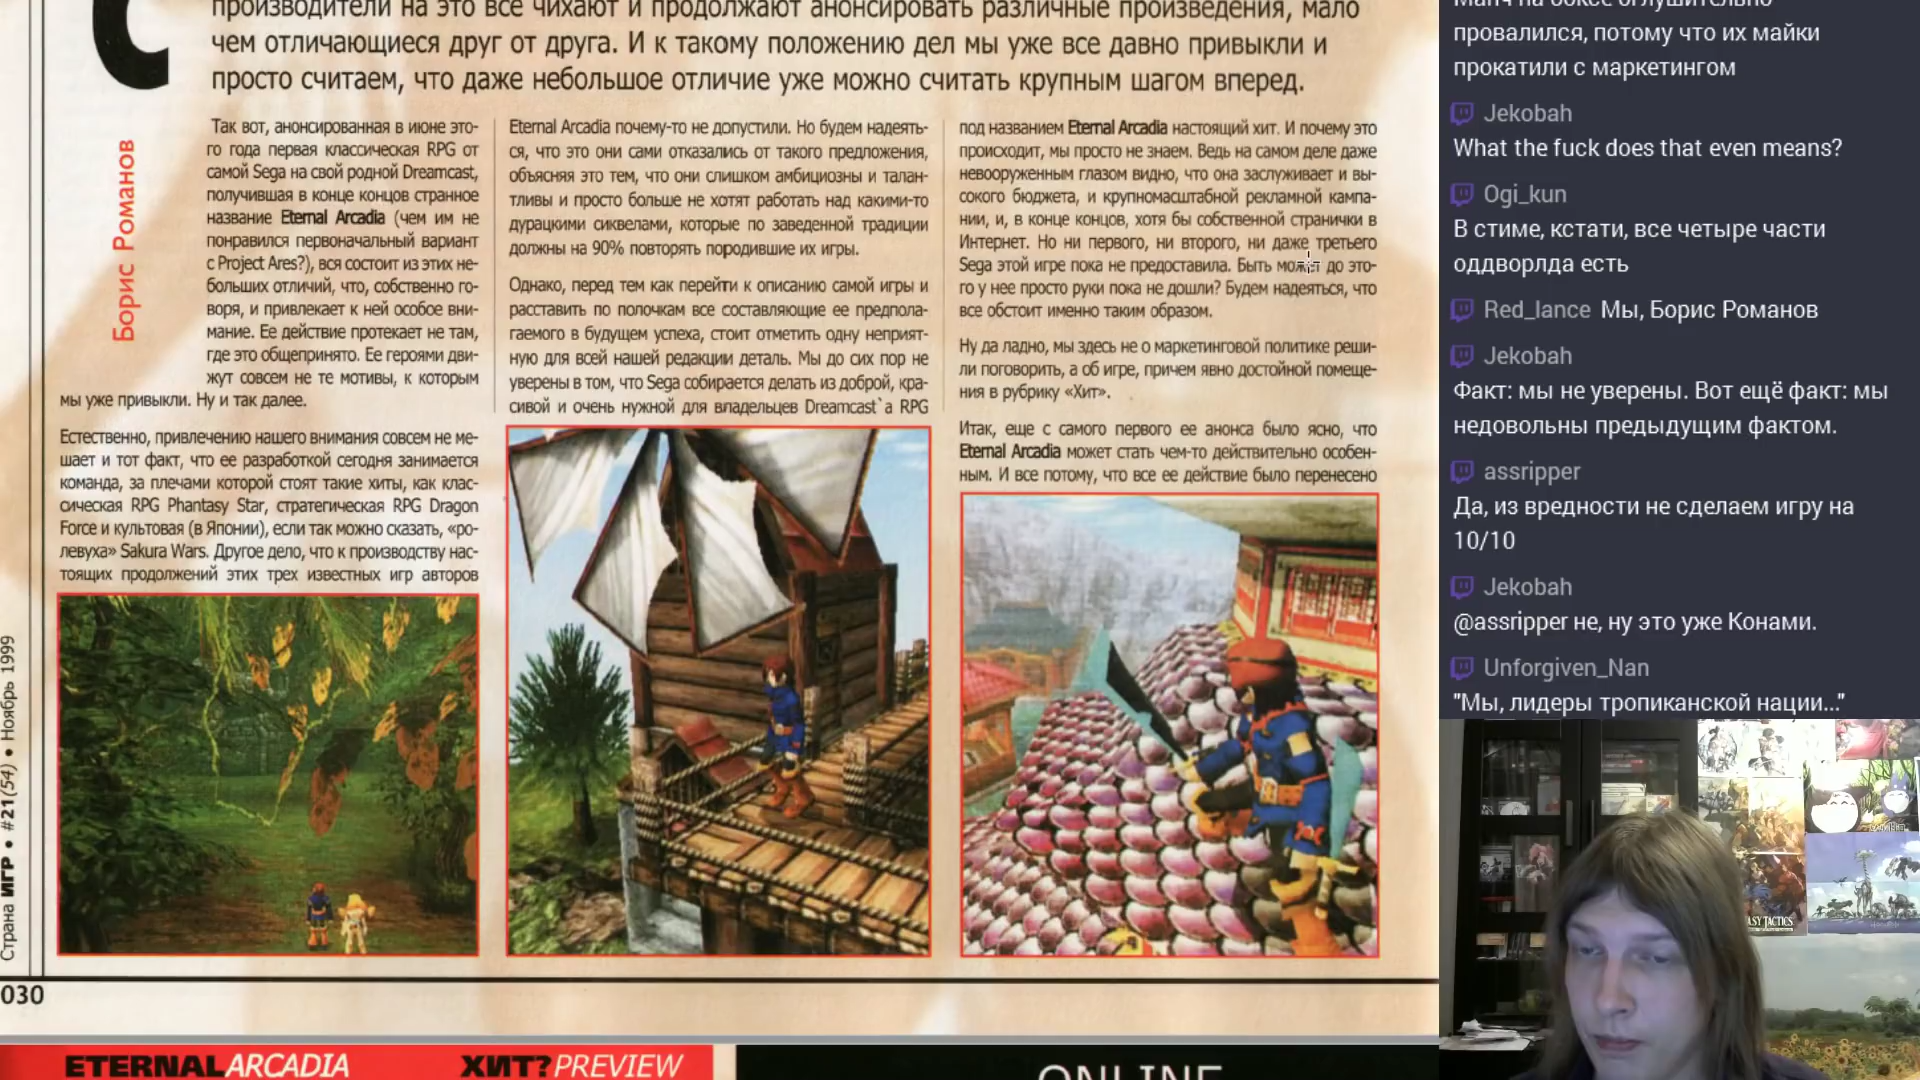 производители на это все чихают и продолжают анонсировать различные произведения, мало
чем отличающиеся друг от друга. И к такому положению дел мы уже все давно привыкли и
просто считаем, что даже небольшое отличие уже можно считать крупным шагом вперед.
С
Борис Романов
Так вот, анонсированная в июне это-
го года первая классическая RPG от
самой Sega на свой родной Dreamcast,
получившая в конце концов странное
название Eternal Arcadia (чем им не
понравился первоначальный вариант
с Project Ares?), вся состоит из этих не-
больших отличий, что, собственно го-
воря, и привлекает к ней особое вни-
мание. Ее действие протекает не там,
где это общепринято. Ее героями дви-
жут совсем не те мотивы, к которым
мы уже привыкли. Ну и так далее.
Естественно, привлечению нашего внимания совсем не ме-
шает и тот факт, что ее разработкой сегодня занимается
команда, за плечами которой стоят такие хиты, как клас-
сическая RPG Phantasy Star, стратегическая RPG Dragon
Force и культовая (в Японии), если так можно сказать, «ро-
левуха» Sakura Wars. Другое дело, что к производству нас-
тоящих продолжений этих трех известных игр авторов
Eternal Arcadia почему-то не допустили. Но будем надеять-
ся, что это они сами отказались от такого предложения,
объясняя это тем, что они слишком амбициозны и талан-
тливы и просто больше не хотят работать над какими-то
дурацкими сиквелами, которые по заведенной традиции
должны на 90% повторять породившие их игры.
Однако, перед тем как перейти к описанию самой игры и
расставить по полочкам все составляющие ее предпола-
гаемого в будущем успеха, стоит отметить одну неприят-
ную для всей нашей редакции деталь. Мы до сих пор не
уверены в том, что Sega собирается делать из доброй, кра-
сивой и очень нужной для владельцев Dreamcast`a RPG
под названием Eternal Arcadia настоящий хит. И почему это
происходит, мы просто не знаем. Ведь на самом деле даже
невооруженным глазом видно, что она заслуживает и вы-
сокого бюджета, и крупномасштабной рекламной кампа-
нии, и, в конце концов, хотя бы собственной странички в
Интернет. Но ни первого, ни второго, ни даже третьего
Sega этой игре пока не предоставила. Быть может до это-
го у нее просто руки пока не дошли? Будем надеяться, что
все обстоит именно таким образом.
Ну да ладно, мы здесь не о маркетинговой политике реши-
ли поговорить, а об игре, причем явно достойной помеще-
ния в рубрику «Хит».
Итак, еще с самого первого ее анонса было ясно, что
Eternal Arcadia может стать чем-то действительно особен-
ным. И все потому, что все ее действие было перенесено
Страна ИГР • #21(54) • Ноябрь 1999
030
ETERNALARCADIA
ХИТ?PREVIEW
ONLINE
Манч на боксе оглушительно
провалился, потому что их майки
прокатили с маркетингом
Jekobah
What the fuck does that even means?
Ogi_kun
В стиме, кстати, все четыре части
оддворлда есть
Red_lance Мы, Борис Романов
Jekobah
Факт: мы не уверены. Вот ещё факт: мы
недовольны предыдущим фактом.
assripper
Да, из вредности не сделаем игру на
10/10
Jekobah
@assripper не, ну это уже Конами.
Unforgiven_Nan
"Мы, лидеры тропиканской нации..."